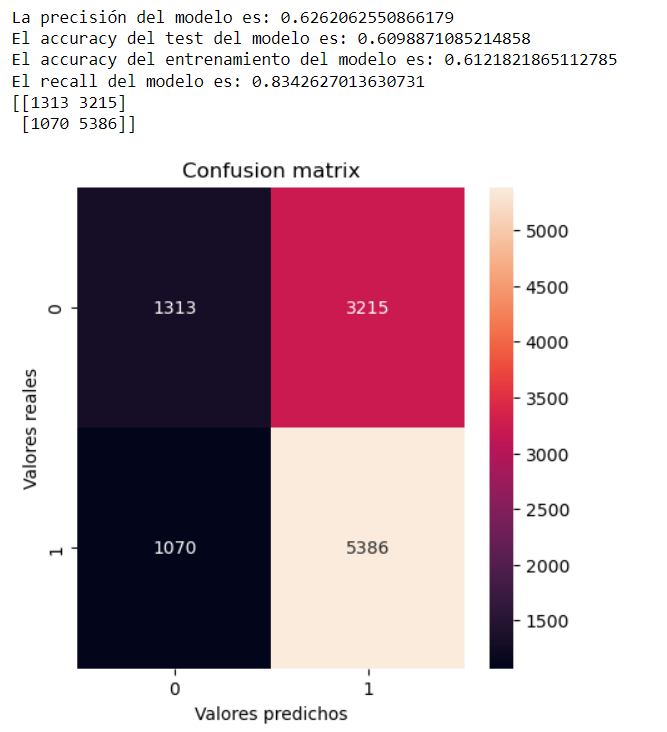 La precisión del modelo es: 0.6262062550866179
El accuracy del test del modelo es: 0.6098871085214858
El accuracy del entrenamiento del modelo es: 0.6121821865112785
El recall del modelo es: 0.8342627013630731
[[1313 3215]
 [1070 5386]]
Confusion matrix
5000
4500
0
1313
3215
4000
3500
Valores reales
3000
2500
1
1070
5386
2000
1500
0
1
Valores predichos